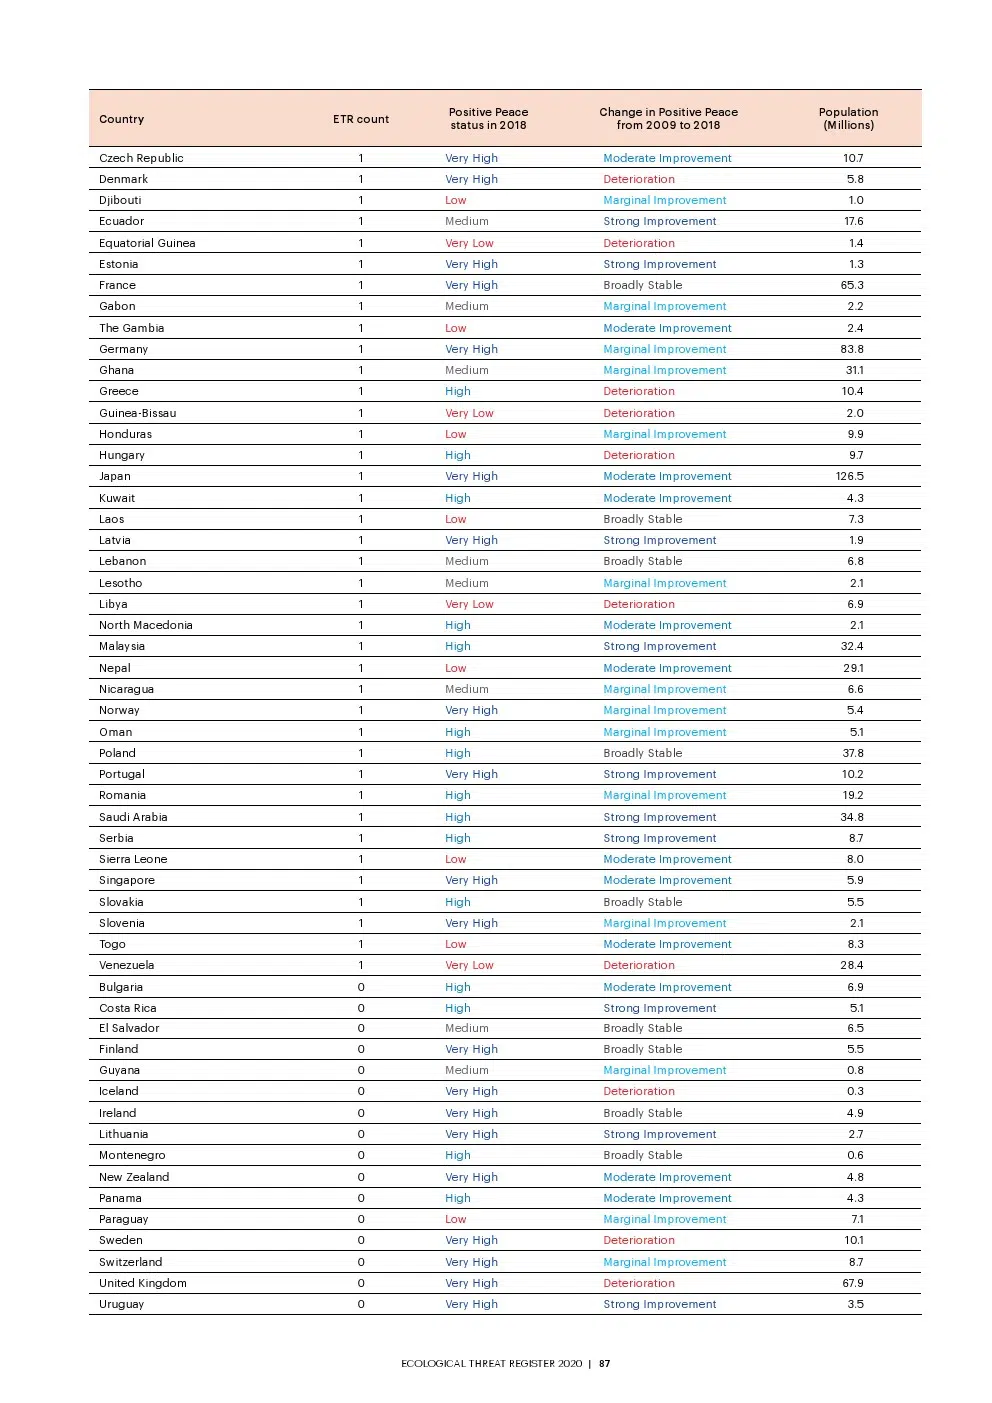 Country ETR count Positive Peace status in 2018 Change in Positive Peace from 2009 to 2018 Population (Millions)
Czech Republic 1 Very High Moderate Improvement 10.7
Denmark 1 Very High Deterioration 5.8
Djibouti 1 Low Marginal Improvement 1.0
Ecuador 1 Medium Strong Improvement 17.6
Equatorial Guinea 1 Very Low Deterioration 1.4
Estonia 1 Very High Strong Improvement 1.3
France 1 Very High Broadly Stable 65.3
Gabon 1 Medium Marginal Improvement 2.2
The Gambia 1 Low Moderate Improvement 2.4
Germany 1 Very High Marginal Improvement 83.8
Ghana 1 Medium Marginal Improvement 31.1
Greece 1 High Deterioration 10.4
Guinea-Bissau 1 Very Low Deterioration 2.0
Honduras 1 Low Marginal Improvement 9.9
Hungary 1 High Deterioration 9.7
Japan 1 Very High Moderate Improvement 126.5
Kuwait 1 High Moderate Improvement 4.3
Laos 1 Low Broadly Stable 7.3
Latvia 1 Very High Strong Improvement 1.9
Lebanon 1 Medium Broadly Stable 6.8
Lesotho 1 Medium Marginal Improvement 2.1
Libya 1 Very Low Deterioration 6.9
North Macedonia 1 High Moderate Improvement 2.1
Malaysia 1 High Strong Improvement 32.4
Nepal 1 Low Moderate Improvement 29.1
Nicaragua 1 Medium Marginal Improvement 6.6
Norway 1 Very High Marginal Improvement 5.4
Oman 1 High Marginal Improvement 5.1
Poland 1 High Broadly Stable 37.8
Portugal 1 Very High Strong Improvement 10.2
Romania 1 High Marginal Improvement 19.2
Saudi Arabia 1 High Strong Improvement 34.8
Serbia 1 High Strong Improvement 8.7
Sierra Leone 1 Low Moderate Improvement 8.0
Singapore 1 Very High Moderate Improvement 5.9
Slovakia 1 High Broadly Stable 5.5
Slovenia 1 Very High Marginal Improvement 2.1
Togo 1 Low Moderate Improvement 8.3
Venezuela 1 Very Low Deterioration 28.4
Bulgaria 0 High Moderate Improvement 6.9
Costa Rica 0 High Strong Improvement 5.1
El Salvador 0 Medium Broadly Stable 6.5
Finland 0 Very High Broadly Stable 5.5
Guyana 0 Medium Marginal Improvement 0.8
Iceland 0 Very High Deterioration 0.3
Ireland 0 Very High Broadly Stable 4.9
Lithuania 0 Very High Strong Improvement 2.7
Montenegro 0 High Broadly Stable 0.6
New Zealand 0 Very High Moderate Improvement 4.8
Panama 0 High Moderate Improvement 4.3
Paraguay 0 Low Marginal Improvement 7.1
Sweden 0 Very High Deterioration 10.1
Switzerland 0 Very High Marginal Improvement 8.7
United Kingdom 0 Very High Deterioration 67.9
Uruguay 0 Very High Strong Improvement 3.5
ECOLOGICAL THREAT REGISTER 2020 | 87